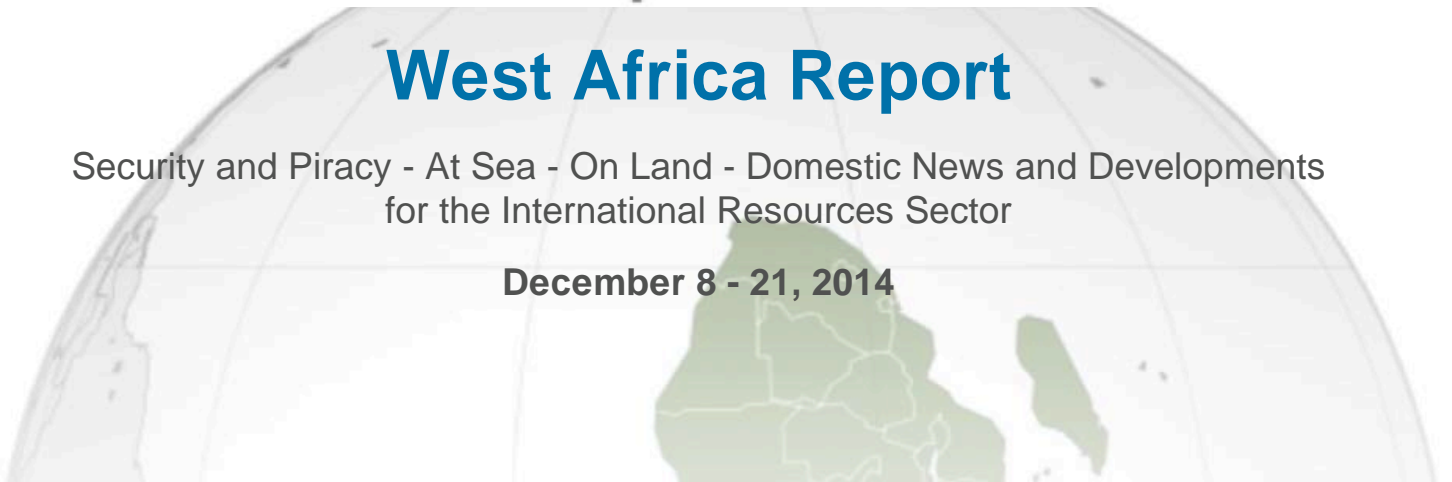 West Africa Report
Security and Piracy - At Sea - On Land - Domestic News and Developments
for the International Resources Sector
December 8 - 21, 2014